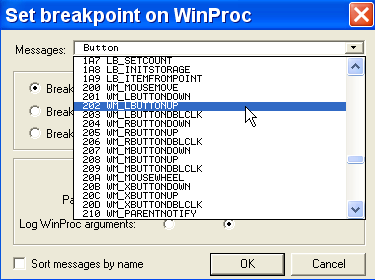 Set breakpoint on WinProc
Messages: Button
1A7 LB_SETCOUNT
1A8 LB_INITSTORAGE
1A9 LB_ITEMFROMPOINT
200 WM_MOUSEMOVE
201 WM_LBUTTONDOWN
202 WM_LBUTTONUP
203 WM_LBUTTONDBLCLK
204 WM_RBUTTONDOWN
205 WM_RBUTTONUP
206 WM_RBUTTONDBLCLK
207 WM_MBUTTONDOWN
208 WM_MBUTTONUP
209 WM_MBUTTONDBLCLK
20A WM_MOUSEWHEEL
20B WM_XBUTTONDOWN
20C WM_XBUTTONUP
20D WM_XBUTTONDBLCLK
210 WM_PARENTNOTIFY
Break
Break
Break
Pa
Log WinProc arguments:
Sort messages by name
OK
Cancel